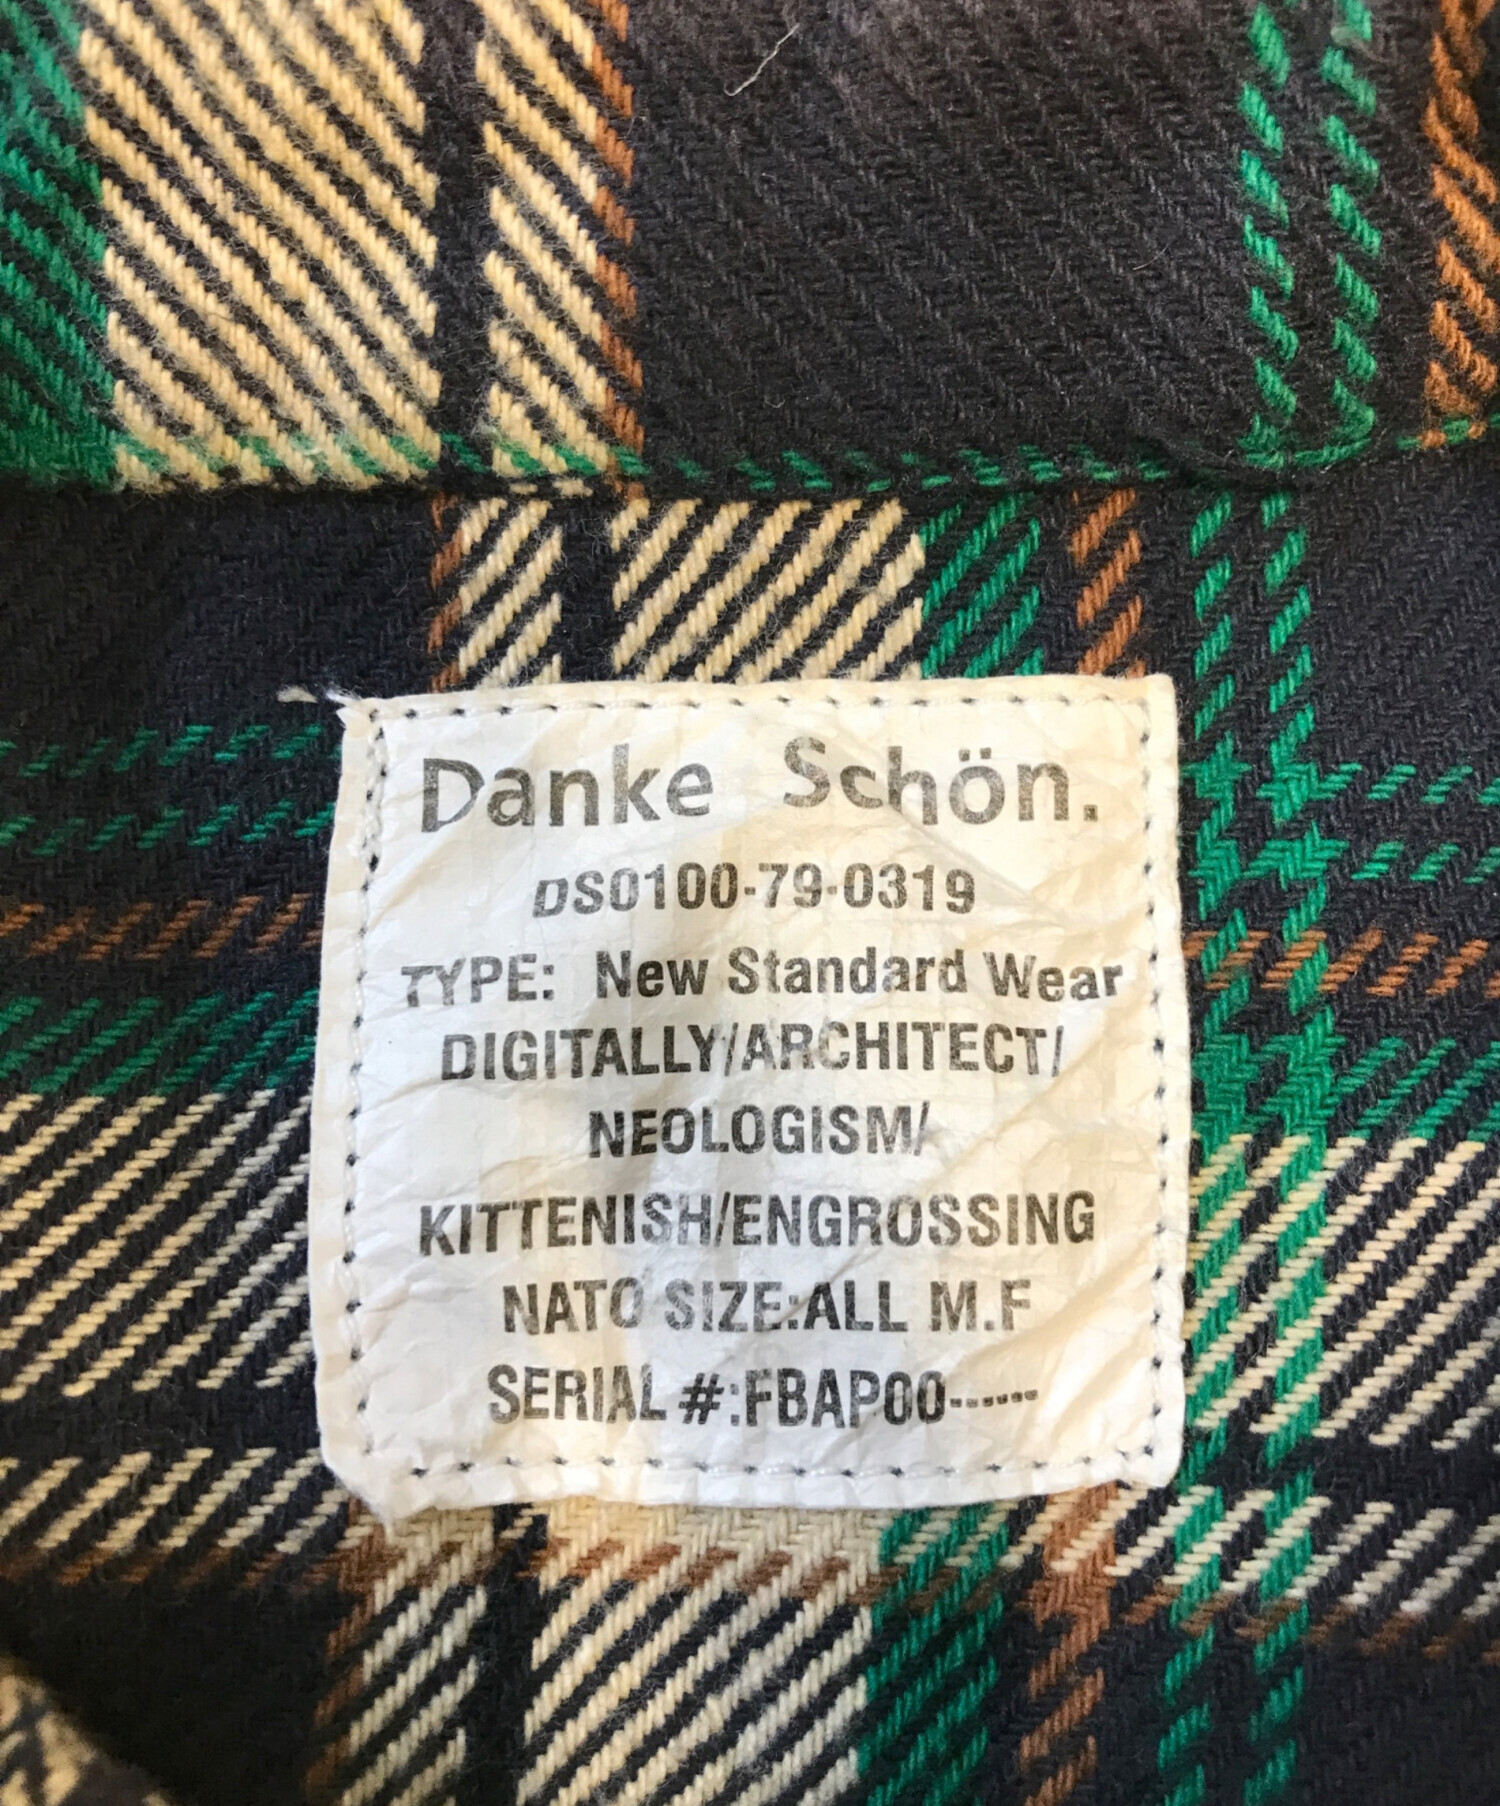 Danke Schön.
DS0100-79-0319
TYPE: New Standard Wear
DIGITALLY/ARCHITECT/
NEOLOGISM/
KITTENISH/ENGROSSING
NATO SIZE:ALL M.F
SERIAL #:FBAP00------